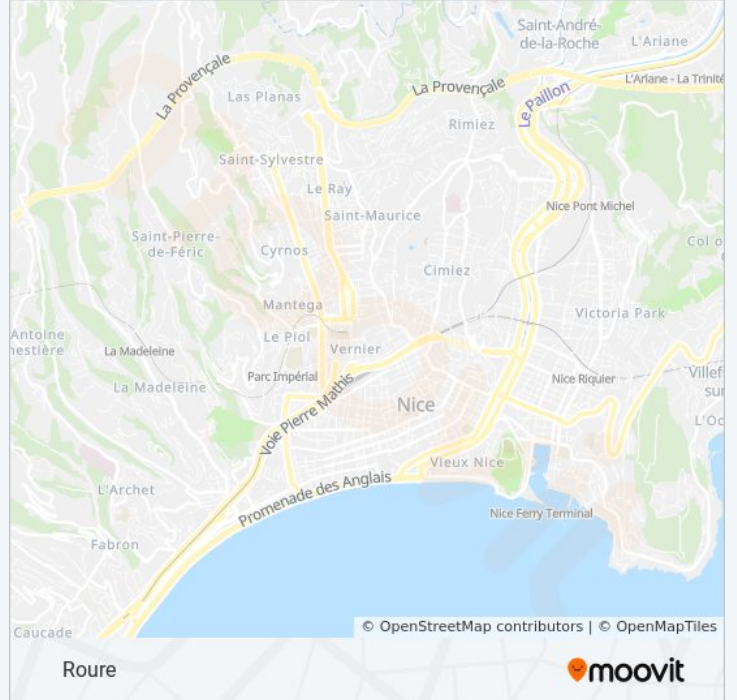 Saint-André-
de-la-Roche
L'Ariane
La Provençale
La Provençale
L'Ariane - La Trinité
Le Paillon
Las Planas
Rimiez
Saint-Sylvestre
Le Ray
Nice Pont Michel
Saint-Maurice
Saint-Pierre-
de-Féric
Cyrnos
Col o
Cimiez
Mantega
Victoria Park
Antoine
nestière
Le Piol
La Madeleine
Vernier
Parc Impérial
Nice Riquier
Villef
sur
La Madeleine
Voie Pierre Mathis
Nice
L'Oc
Vieux Nice
L'Archet
Promenade des Anglais
Nice Ferry Terminal
Fabron
Caucade
© OpenStreetMap contributors | © OpenMapTiles
Roure
moovit